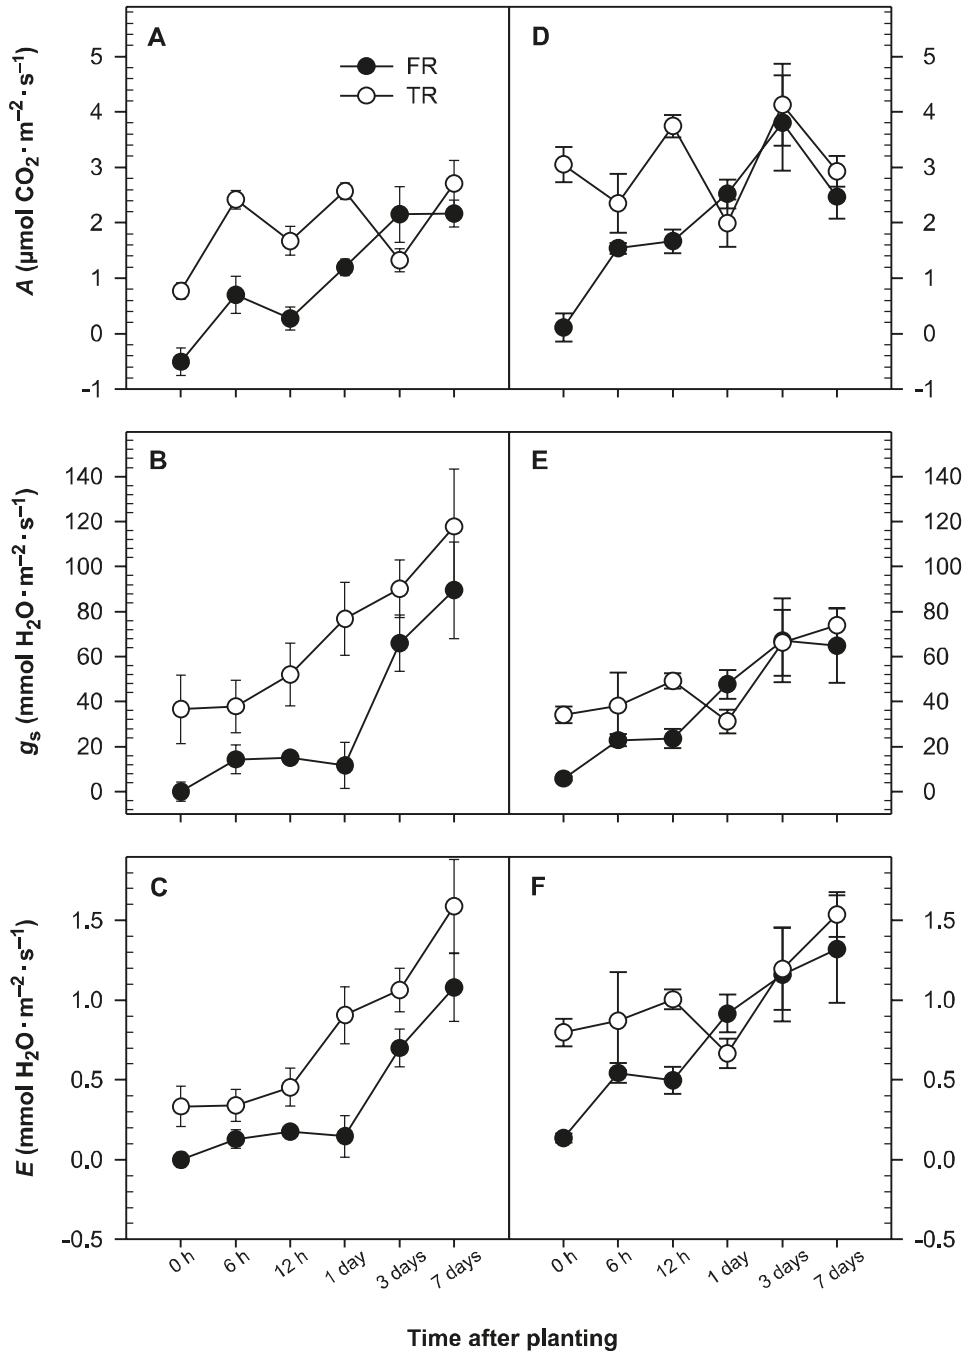 A
D
FR
TR
A (μmol CO₂ · m⁻² · s⁻¹)
5
4
3
2
1
0
−1
5
4
3
2
1
0
−1
B
E
gₛ (mmol H₂O · m⁻² · s⁻¹)
140
120
100
80
60
40
20
0
140
120
100
80
60
40
20
0
C
F
E (mmol H₂O · m⁻² · s⁻¹)
1.5
1.0
0.5
0.0
−0.5
1.5
1.0
0.5
0.0
−0.5
0 h 6 h 12 h 1 day 3 days 7 days
0 h 6 h 12 h 1 day 3 days 7 days
Time after planting